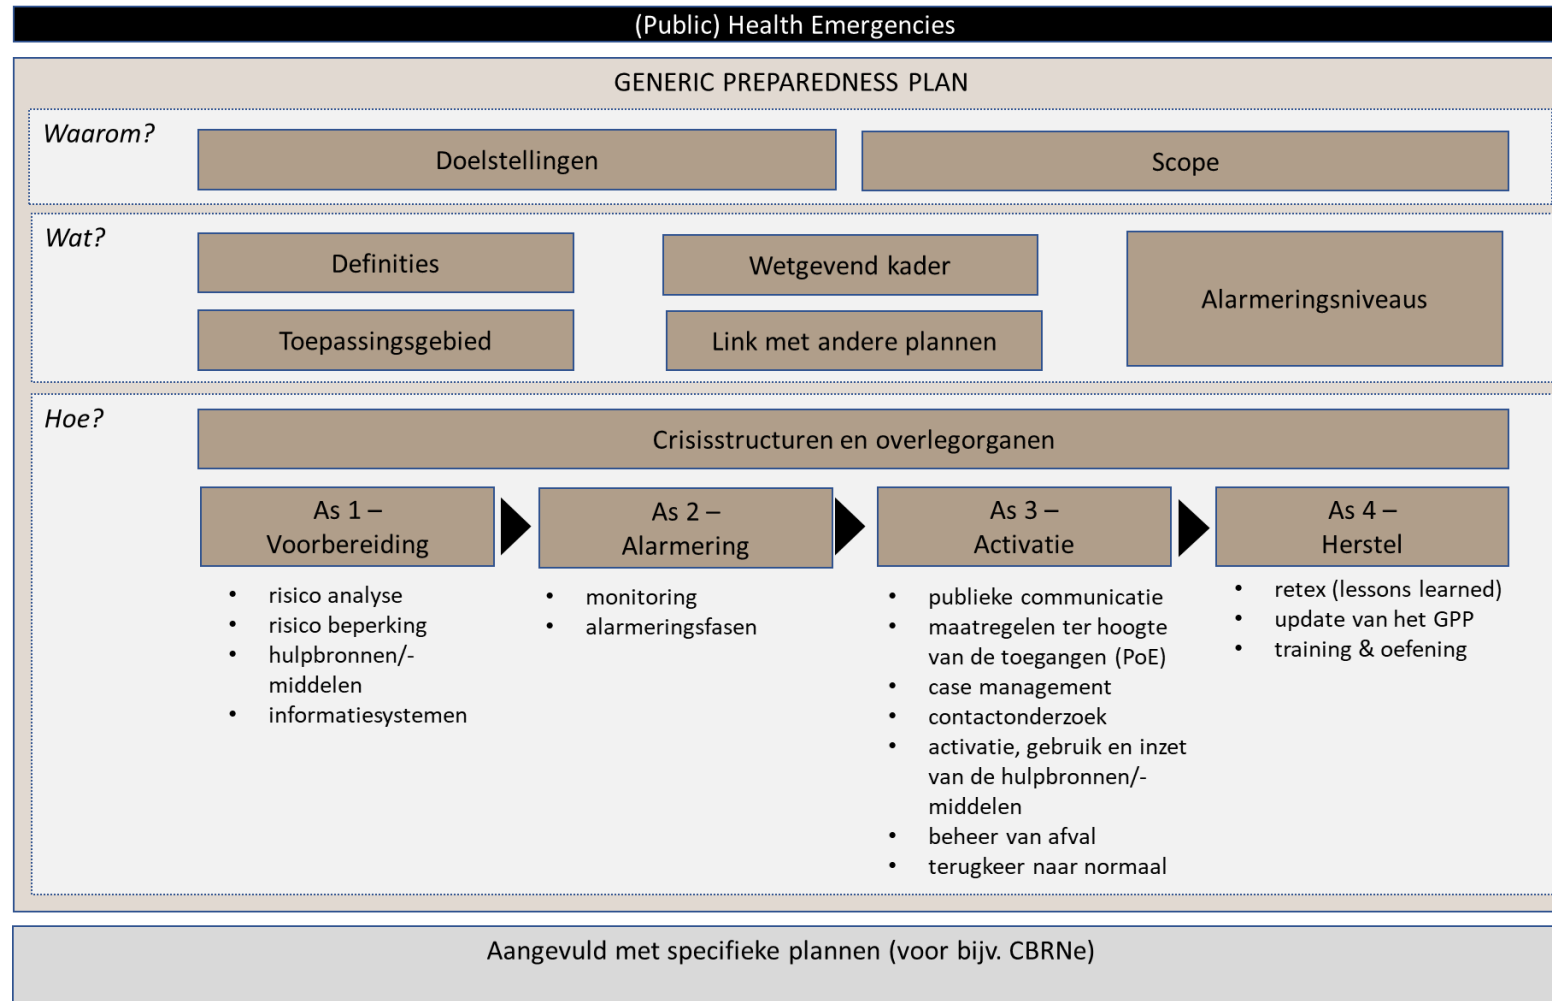 (Public) Health Emergencies
GENERIC PREPAREDNESS PLAN
Waarom?
Doelstellingen
Scope
Wat?
Definities
Wetgevend kader
Alarmeringsniveaus
Toepassingsgebied
Link met andere plannen
Hoe?
Crisisstructuren en overlegorganen
As 1 –
Voorbereiding
• risico analyse
• risico beperking
• hulpbronnen/-
middelen
• informatiesystemen
As 2 –
Alarmering
• monitoring
• alarmeringsfasen
As 3 –
Activatie
• publieke communicatie
• maatregelen ter hoogte
van de toegangen (PoE)
• case management
• contactonderzoek
• activatie, gebruik en inzet
van de hulpbronnen/-
middelen
• beheer van afval
• terugkeer naar normaal
As 4 –
Herstel
• retex (lessons learned)
• update van het GPP
• training & oefening
Aangevuld met specifieke plannen (voor bijv. CBRNe)